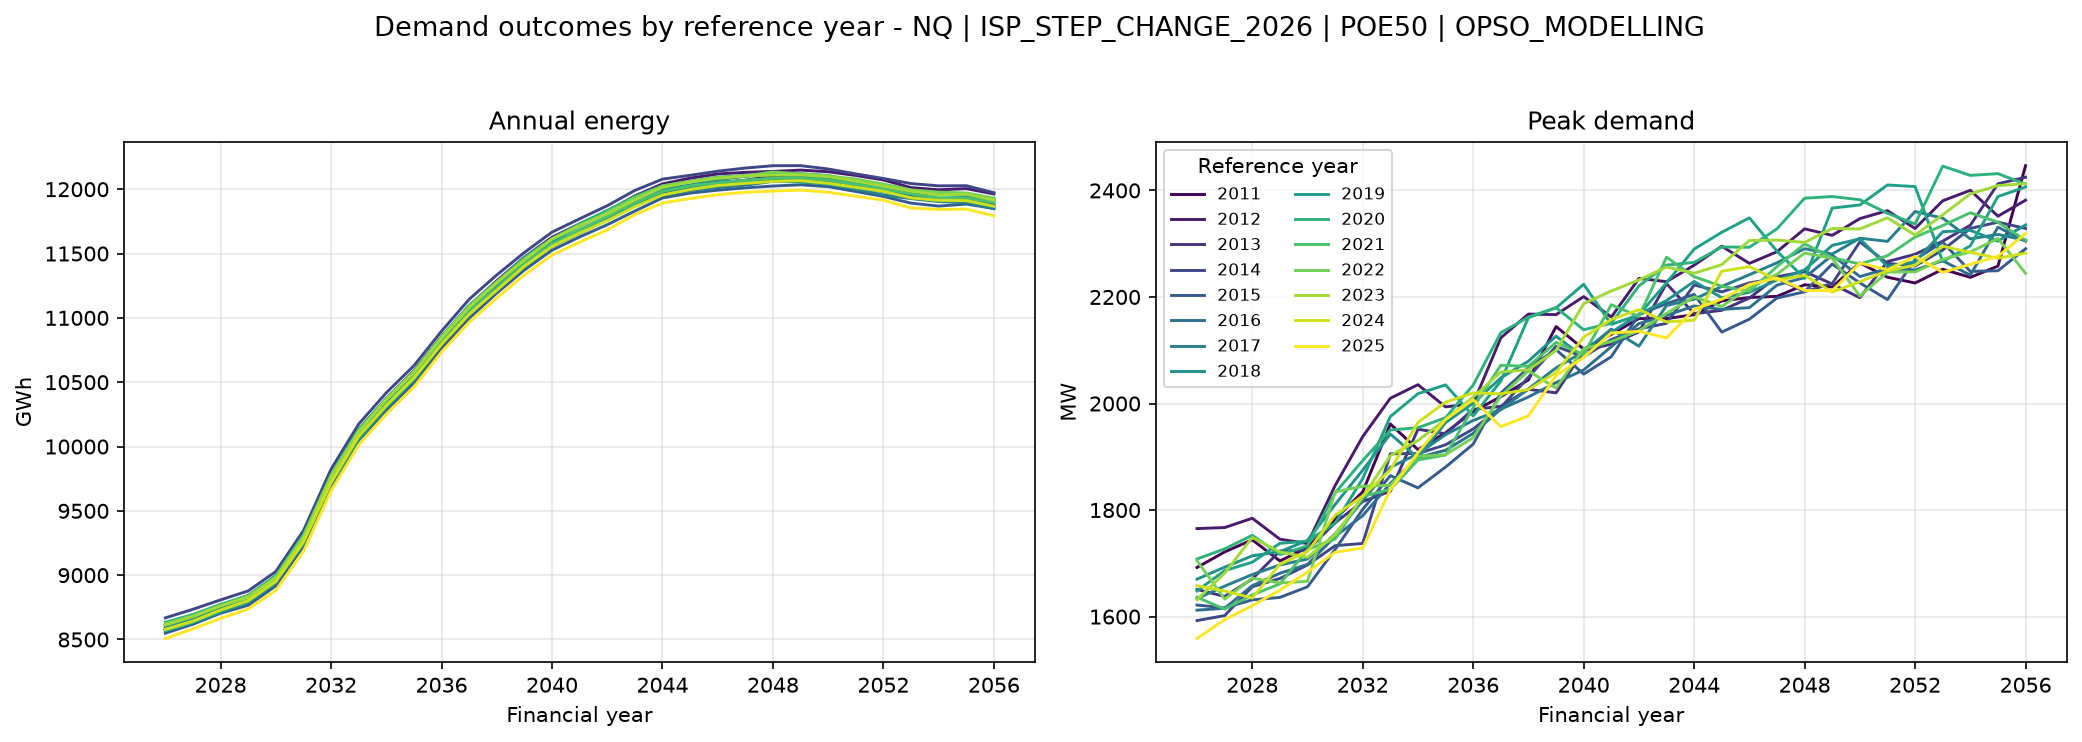 Demand outcomes by reference year - NQ | ISP_STEP_CHANGE_2026 | POE50 | OPSO_MODELLING
Annual energy
GWh
12000
11500
11000
10500
10000
9500
9000
8500
2028 2032 2036 2040 2044 2048 2052 2056
Financial year
Peak demand
MW
2400
2200
2000
1800
1600
Reference year
2011 2019
2012 2020
2013 2021
2014 2022
2015 2023
2016 2024
2017 2025
2018
2028 2032 2036 2040 2044 2048 2052 2056
Financial year